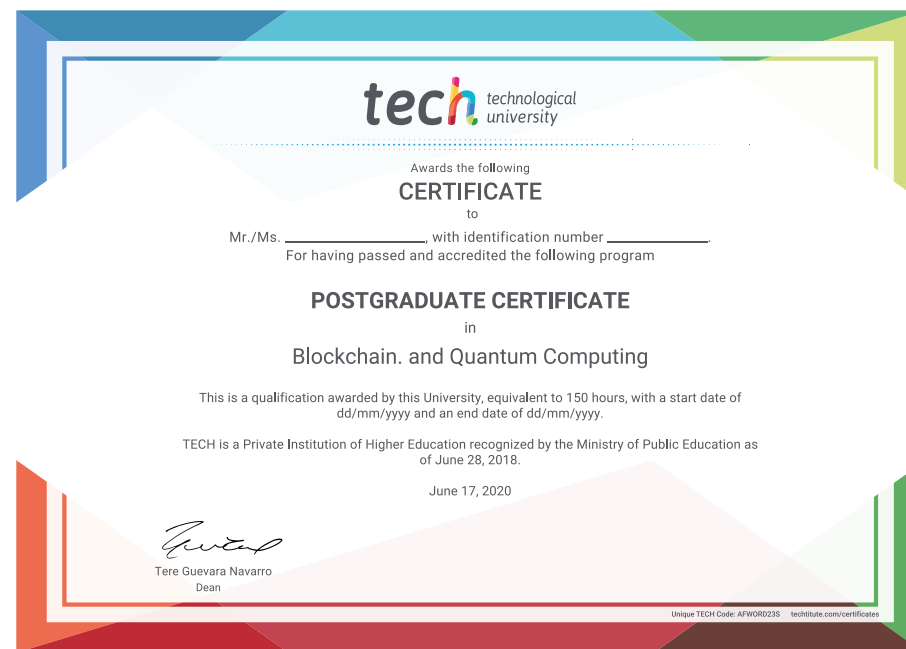 tech technological
university
Awards the following
CERTIFICATE
to
Mr./Ms. ____________________, with identification number ______________.
For having passed and accredited the following program
POSTGRADUATE CERTIFICATE
in
Blockchain. and Quantum Computing
This is a qualification awarded by this University, equivalent to 150 hours, with a start date of
dd/mm/yyyy and an end date of dd/mm/yyyy.
TECH is a Private Institution of Higher Education recognized by the Ministry of Public Education as
of June 28, 2018.
June 17, 2020
Tere Guevara Navarro
Dean
Unique TECH Code: AFWORD23S techtitute.com/certificates